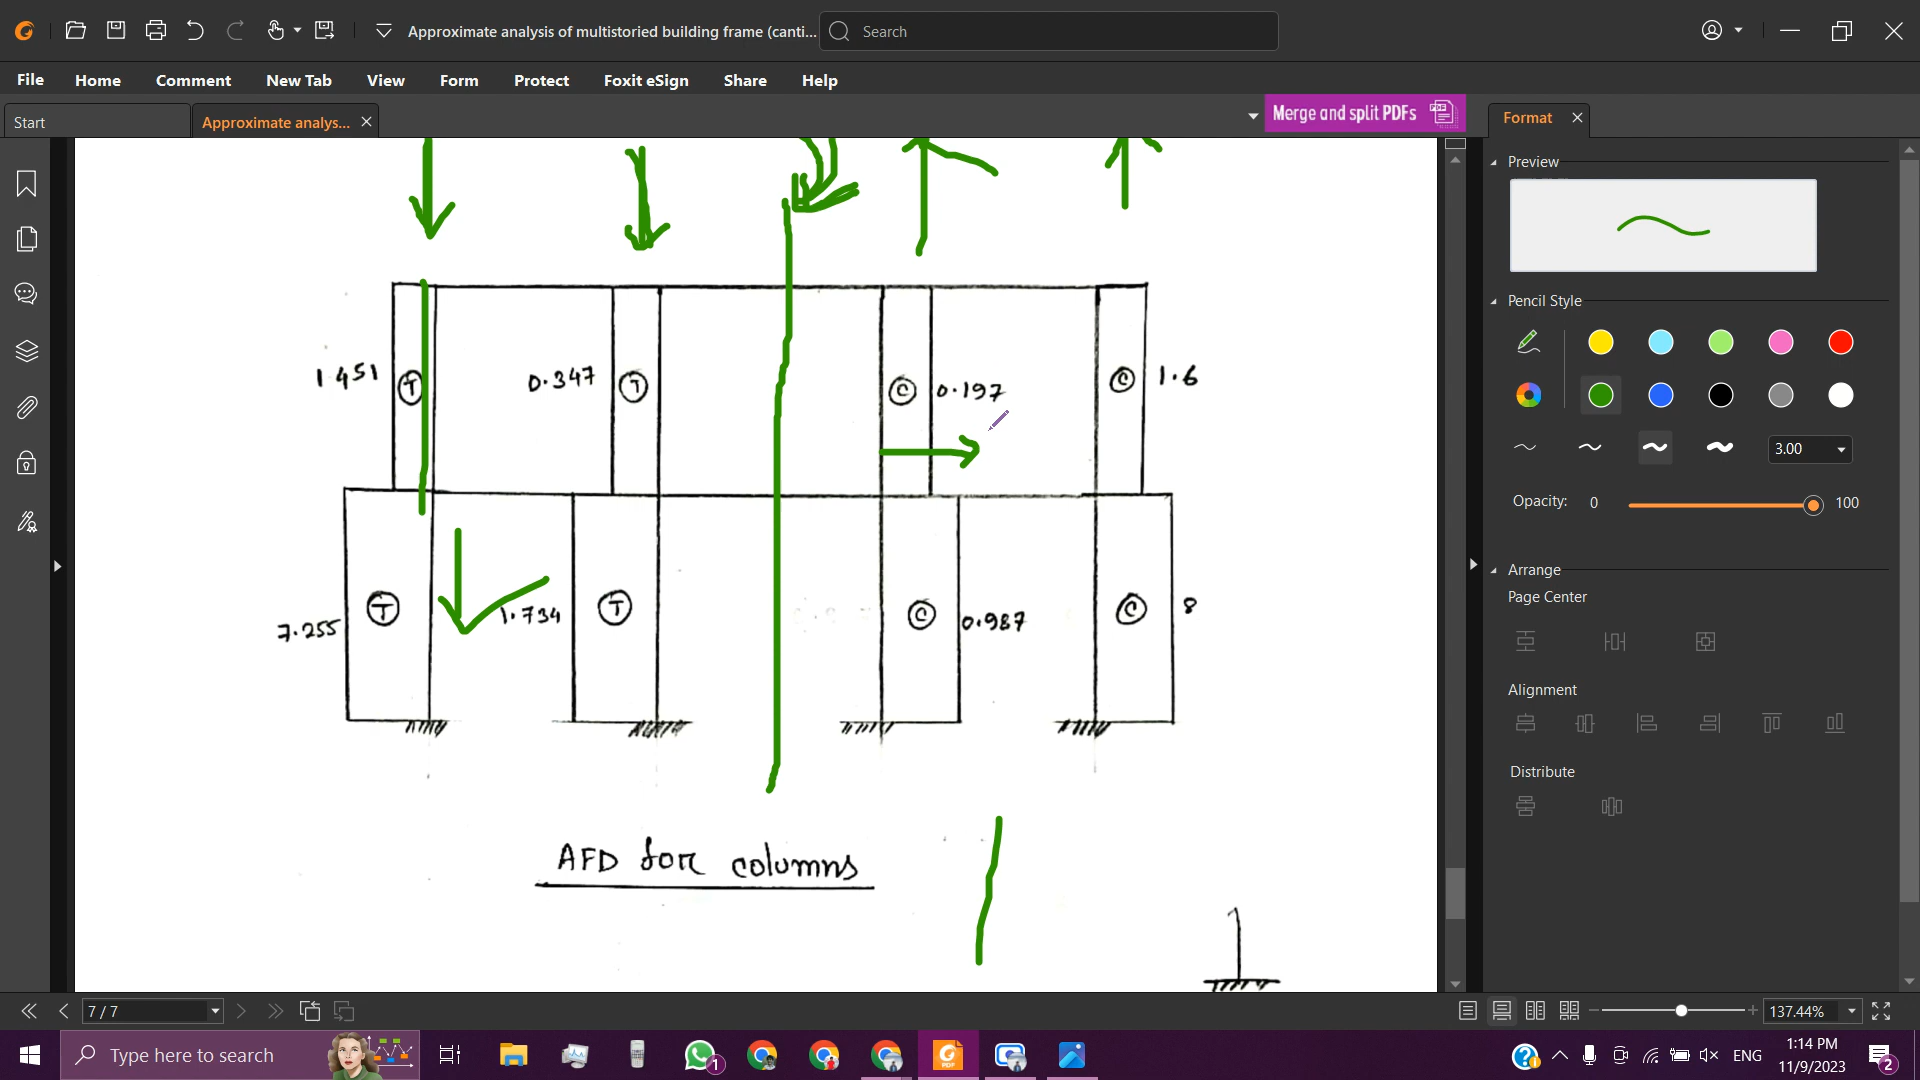 Approximate analysis of multistoried building frame (canti... Search
File Home Comment View Form Protect Foxit eSign Share Help New Tab
Start Approximate analys... Merge and split PDFs Format
Preview
Pencil Style
3.00
Opacity: 0 100
Arrange
Page Center
Alignment
Distribute
1.451 T 0.347 T C 0.197 C 1.6
7.255 T 1.734 T C 0.987 C 8
AFD for columns
7 / 7 137.44%
Type here to search 1 ENG 1:14 PM
11/9/2023 2
PDF